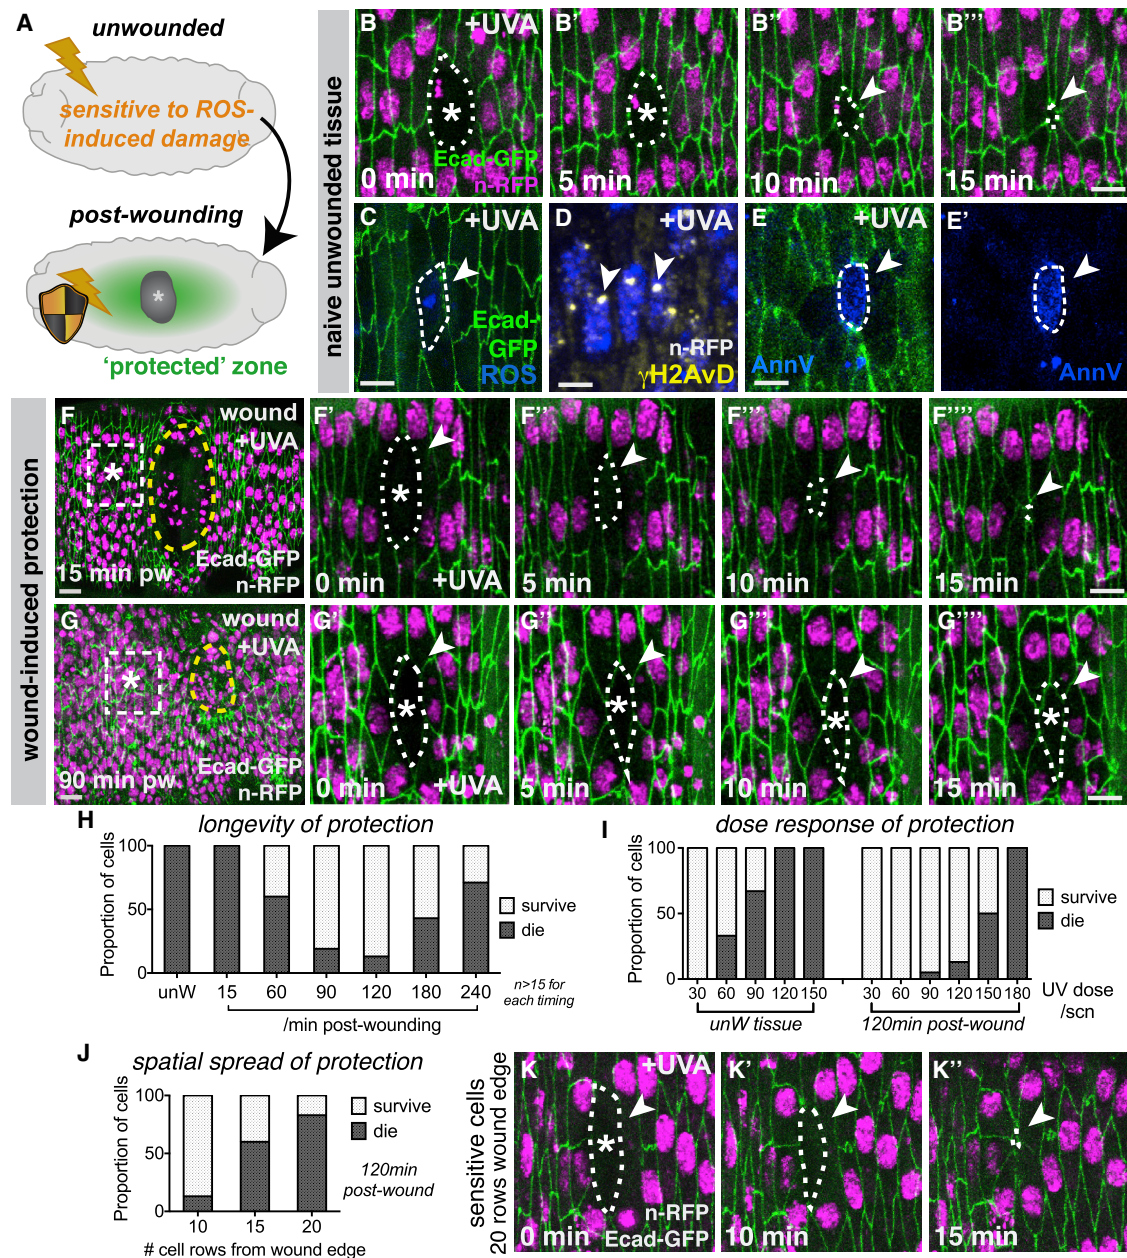 A
unwounded
sensitive to ROS-
induced damage
post-wounding
*
'protected' zone
naive unwounded tissue
B
+UVA
*
Ecad-GFP
n-RFP
0 min
B'
*
5 min
B''
10 min
B'''
15 min
C
+UVA
Ecad-
GFP
ROS
D
+UVA
n-RFP
γH2AvD
E
+UVA
AnnV
E'
AnnV
wound-induced protection
F
wound
+UVA
*
Ecad-GFP
15 min pw
n-RFP
F'
*
0 min
+UVA
F''
5 min
F'''
10 min
F''''
15 min
G
wound
+UVA
*
Ecad-GFP
90 min pw
n-RFP
G'
*
0 min
+UVA
G''
*
5 min
G'''
*
10 min
G''''
*
15 min
H
longevity of protection
Proportion of cells
100
50
0
unW 15 60 90 120 180 240
/min post-wounding
survive
die
n>15 for
each timing
I
dose response of protection
Proportion of cells
100
50
0
30 60 90 120 150 30 60 90 120 150 180
unW tissue
120min post-wound
UV dose
/scn
survive
die
J
spatial spread of protection
Proportion of cells
100
50
0
10 15 20
# cell rows from wound edge
survive
die
120min
post-wound
sensitive cells
20 rows wound edge
K
+UVA
*
n-RFP
0 min
Ecad-GFP
K'
10 min
K''
15 min